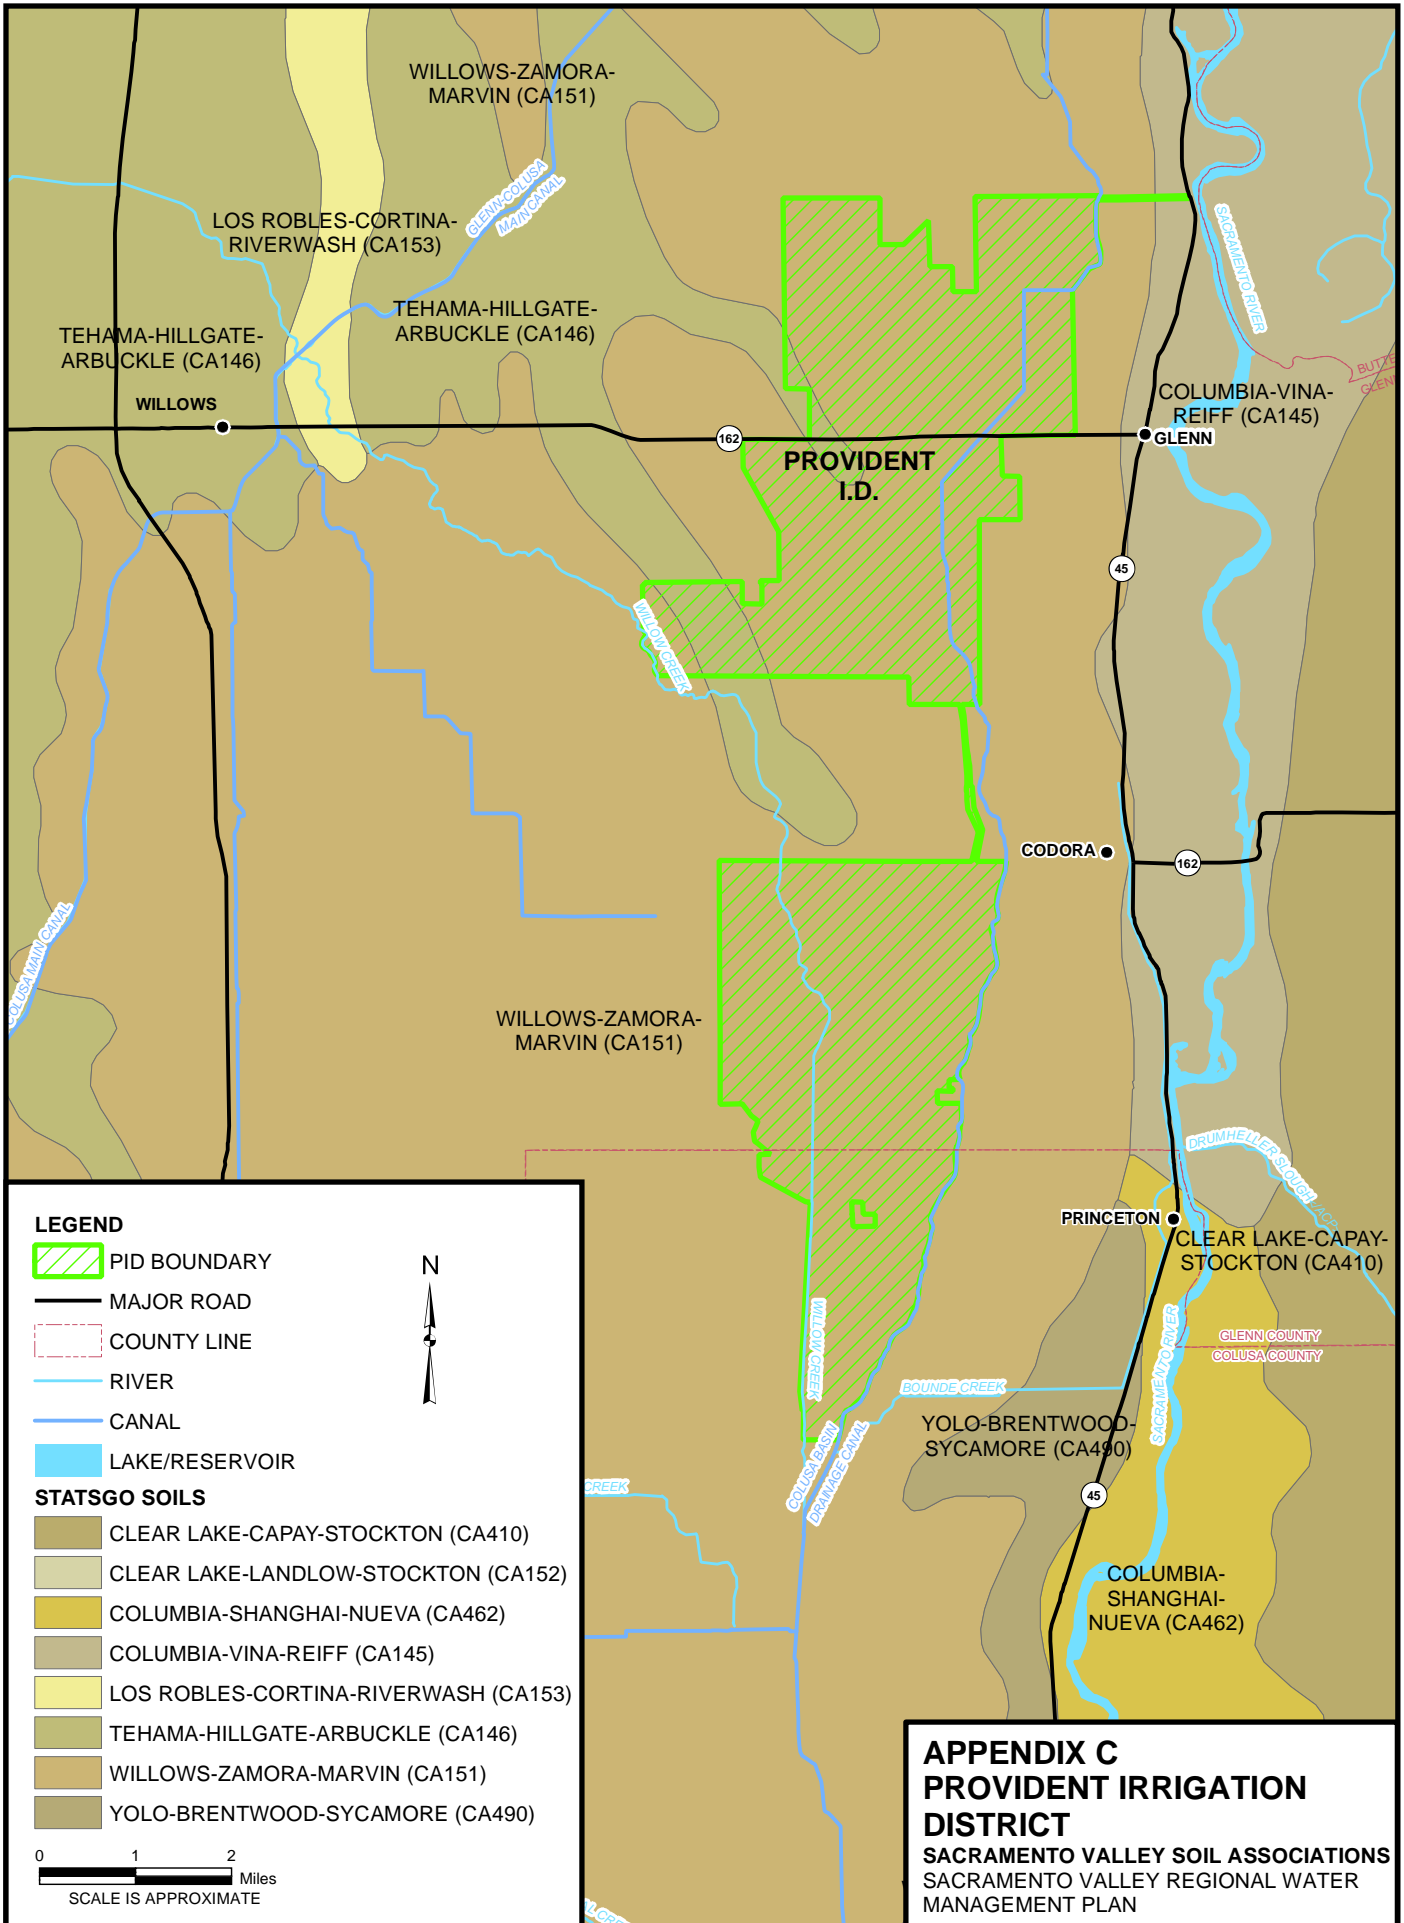 WILLOWS-ZAMORA-
MARVIN (CA151)
GLENN-COLUSA
MAIN CANAL
LOS ROBLES-CORTINA-
RIVERWASH (CA153)
SACRAMENTO RIVER
TEHAMA-HILLGATE-
ARBUCKLE (CA146)
TEHAMA-HILLGATE-
ARBUCKLE (CA146)
BUTTE
GLENN
COLUMBIA-VINA-
REIFF (CA145)
WILLOWS
162
GLENN
PROVIDENT
I.D.
45
WILLOW CREEK
CODORA
162
COLUSA MAIN CANAL
WILLOWS-ZAMORA-
MARVIN (CA151)
DRUMHELLER SLOUGH
PRINCETON
CLEAR LAKE-CAPAY-
STOCKTON (CA410)
WILLOW CREEK
SACRAMENTO RIVER
GLENN COUNTY
COLUSA COUNTY
BOUNDE CREEK
YOLO-BRENTWOOD-
SYCAMORE (CA490)
COLUSA BASIN
DRAINAGE CANAL
CREEK
45
COLUMBIA-
SHANGHAI-
NUEVA (CA462)
LEGEND
PID BOUNDARY
MAJOR ROAD
COUNTY LINE
RIVER
CANAL
LAKE/RESERVOIR
N
STATSGO SOILS
CLEAR LAKE-CAPAY-STOCKTON (CA410)
CLEAR LAKE-LANDLOW-STOCKTON (CA152)
COLUMBIA-SHANGHAI-NUEVA (CA462)
COLUMBIA-VINA-REIFF (CA145)
LOS ROBLES-CORTINA-RIVERWASH (CA153)
TEHAMA-HILLGATE-ARBUCKLE (CA146)
WILLOWS-ZAMORA-MARVIN (CA151)
YOLO-BRENTWOOD-SYCAMORE (CA490)
0 1 2
Miles
SCALE IS APPROXIMATE
APPENDIX C
PROVIDENT IRRIGATION
DISTRICT
SACRAMENTO VALLEY SOIL ASSOCIATIONS
SACRAMENTO VALLEY REGIONAL WATER
MANAGEMENT PLAN